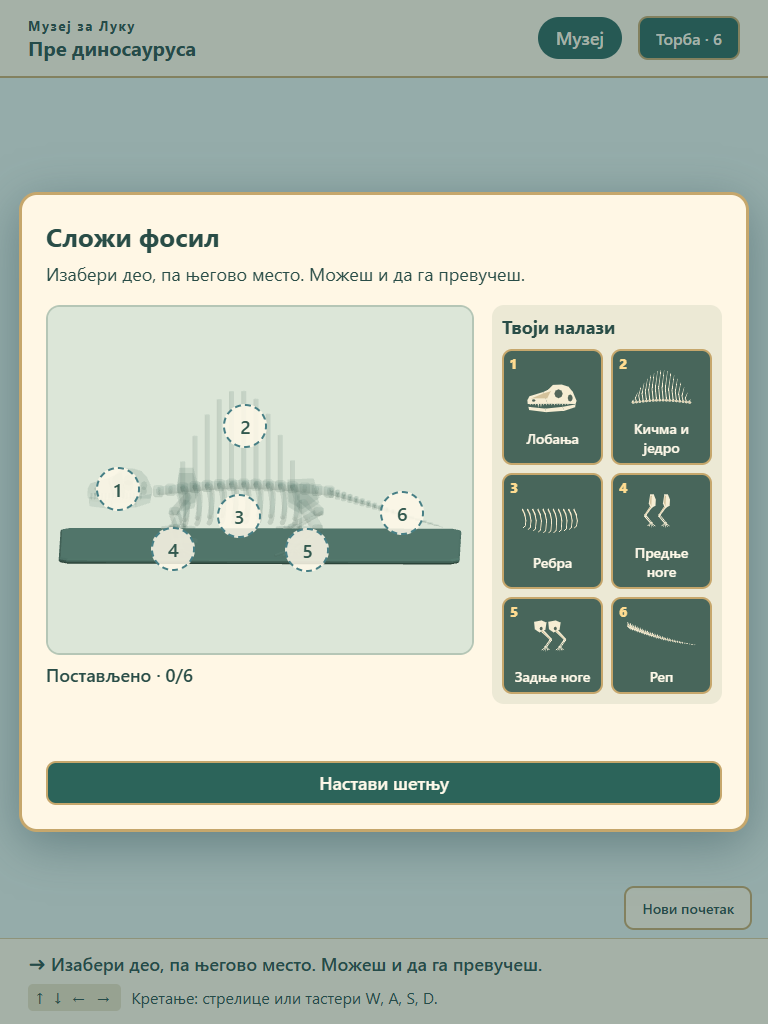 Музеј за Луку
Пре диносауруса
Музеј
Торба · 6
Сложи фосил
Изабери део, па његово место. Можеш и да га превучеш.
1
2
3
4
5
6
Постављено · 0/6
Твоји налази
1
Лобања
2
Кичма и
једро
3
Ребра
4
Предње
ноге
5
Задње ноге
6
Реп
Настави шетњу
Нови почетак
→ Изабери део, па његово место. Можеш и да га превучеш.
↑ ↓ ← → Кретање: стрелице или тастери W, A, S, D.